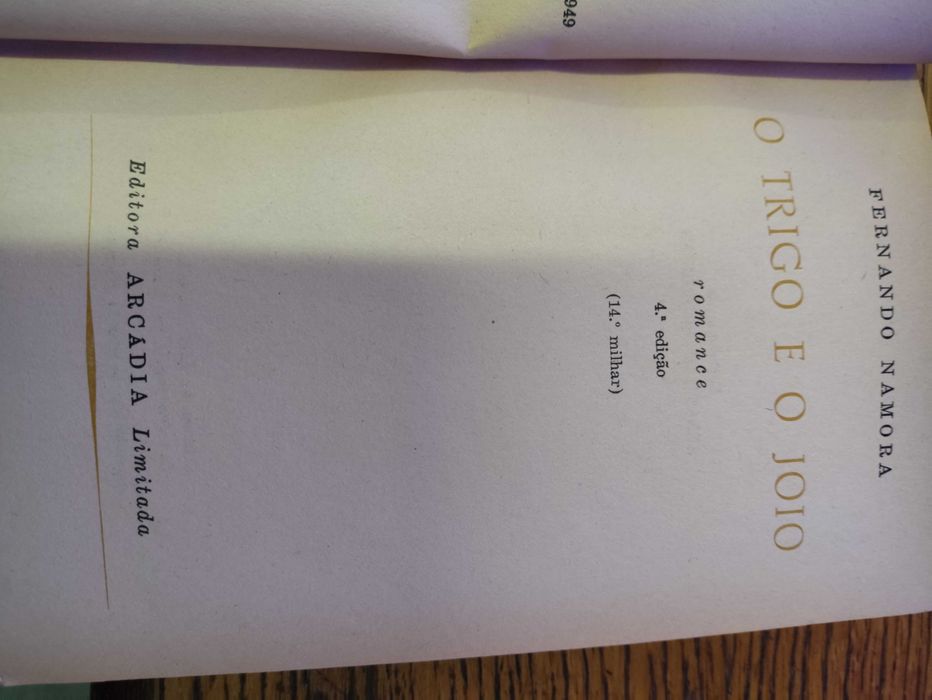 949
FERNANDO NAMORA
O TRIGO E O JOIO
romance
4.ª edição
(14.º milhar)
Editora ARCÁDIA Limitada